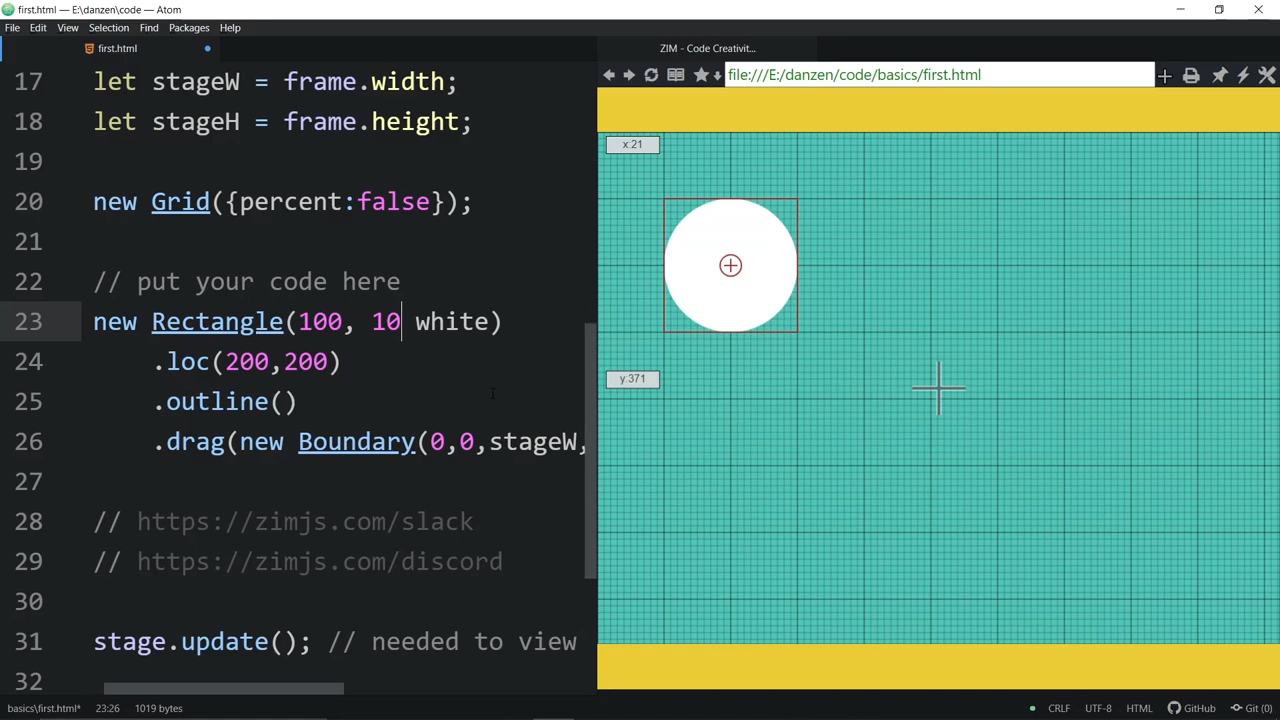 first.html — E:\danzen\code — Atom
File Edit View Selection Find Packages Help
first.html
ZIM - Code Creativit...
file:///E:/danzen/code/basics/first.html
17 let stageW = frame.width;
18 let stageH = frame.height;
19
20 new Grid({percent:false});
21
22 // put your code here
23 new Rectangle(100, 10 white)
24 .loc(200,200)
25 .outline()
26 .drag(new Boundary(0,0,stageW,
27
28 // https://zimjs.com/slack
29 // https://zimjs.com/discord
30
31 stage.update(); // needed to view
32
x:21
y:371
basics\first.html* 23:26 1019 bytes
CRLF UTF-8 HTML GitHub Git (0)